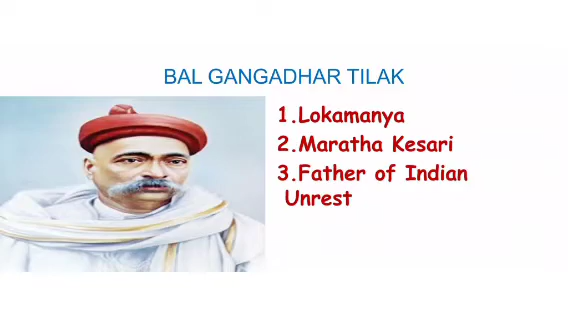 BAL GANGADHAR TILAK
1.Lokamanya
2.Maratha Kesari
3.Father of Indian
Unrest